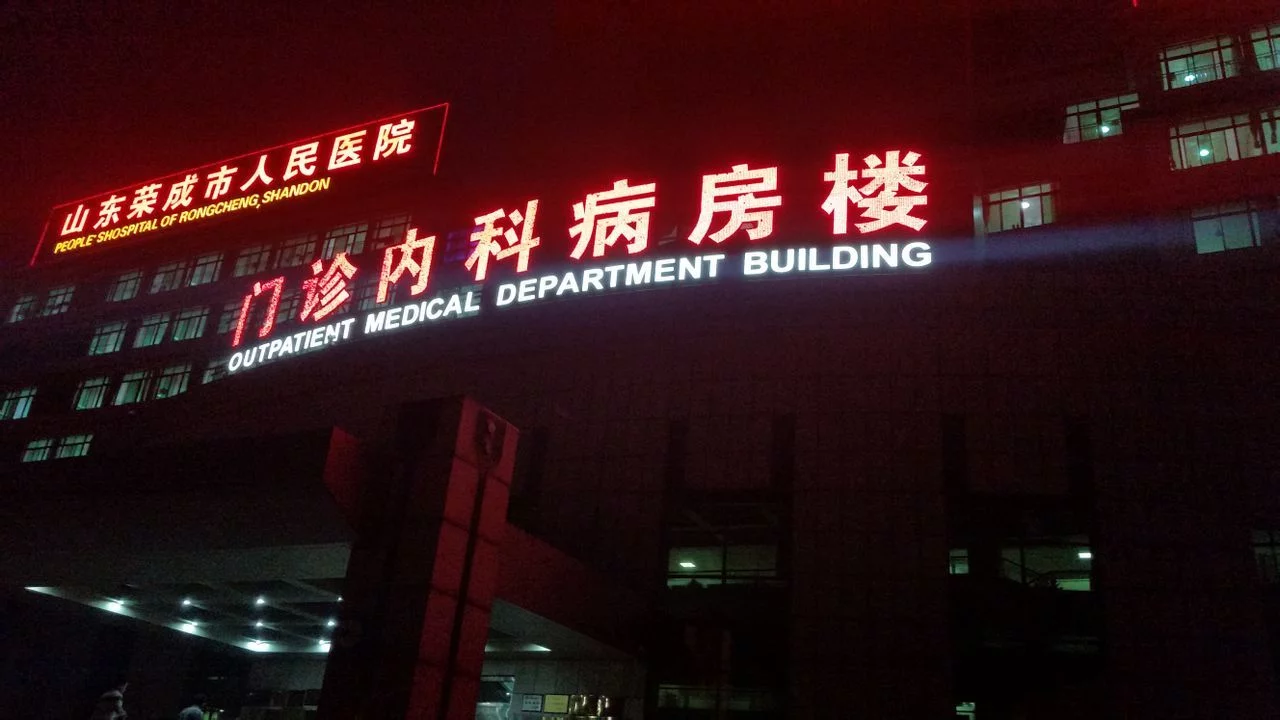 山东荣成市人民医院
PEOPLE'SHOSPITAL OF RONGCHENG,SHANDON
门诊内科病房楼
OUTPATIENT MEDICAL DEPARTMENT BUILDING